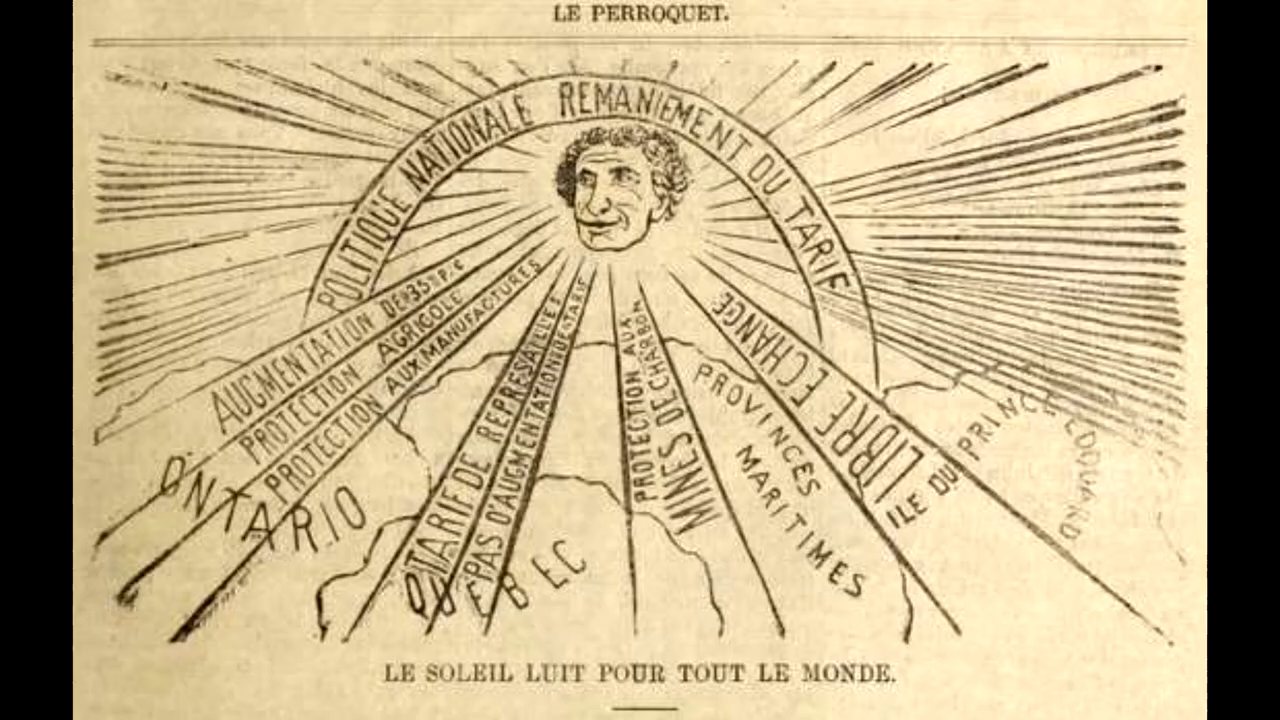 LE PERROQUET.
POLITIQUE NATIONALE REMANIEMENT DU TARIF
AUGMENTATION DE 35 P.C
PROTECTION AGRICOLE
PROTECTION AUX MANUFACTURES
ONTARIO
TARIF DE REPRESAILLES
PAS D'AUGMENTATION DE TARIF
QUEBEC
PROTECTION AUX
MINES DE CHARBON
PROVINCES
MARITIMES
LIBRE ECHANGE
ILE DU PRINCE EDOUARD
LE SOLEIL LUIT POUR TOUT LE MONDE.